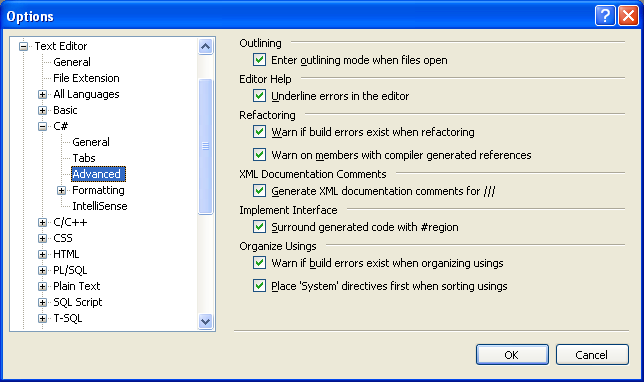 Options
Text Editor
General
File Extension
All Languages
Basic
C#
General
Tabs
Advanced
Formatting
IntelliSense
C/C++
CSS
HTML
PL/SQL
Plain Text
SQL Script
T-SQL
Outlining
Enter outlining mode when files open
Editor Help
Underline errors in the editor
Refactoring
Warn if build errors exist when refactoring
Warn on members with compiler generated references
XML Documentation Comments
Generate XML documentation comments for ///
Implement Interface
Surround generated code with #region
Organize Usings
Warn if build errors exist when organizing usings
Place 'System' directives first when sorting usings
OK
Cancel